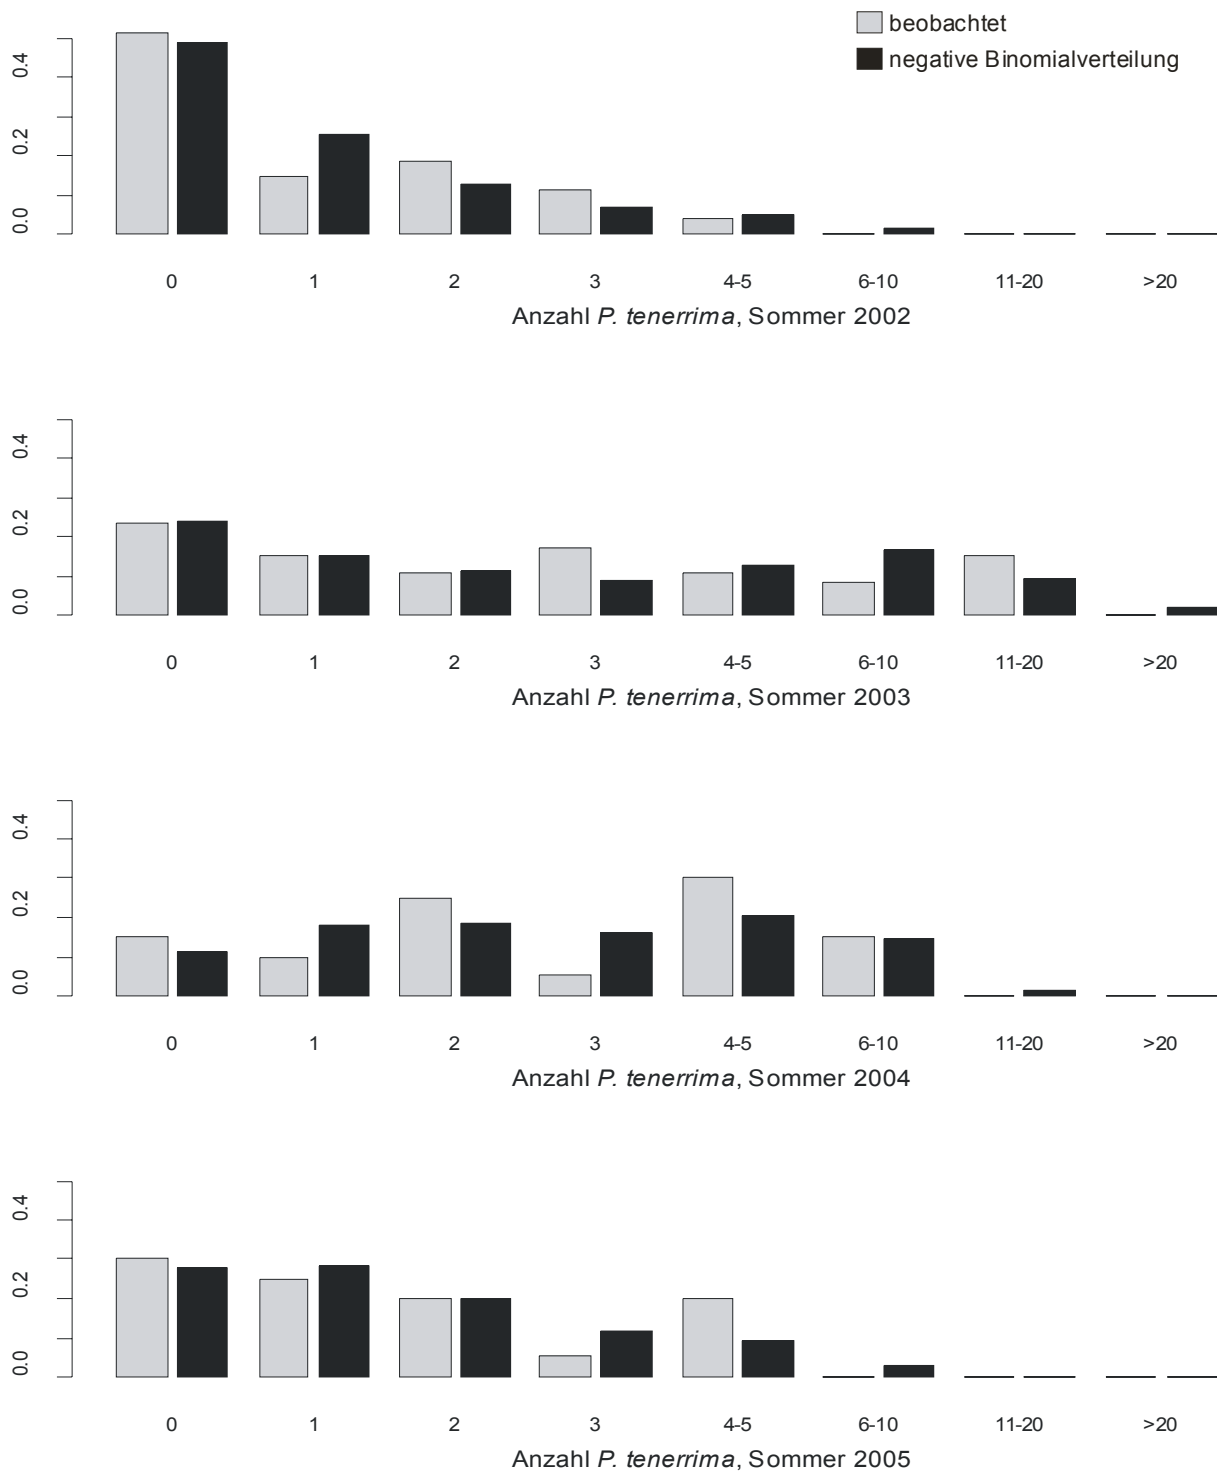 beobachtet
negative Binomialverteilung
0.4
0.2
0.0
0 1 2 3 4-5 6-10 11-20 >20
Anzahl P. tenerrima, Sommer 2002
0.4
0.2
0.0
0 1 2 3 4-5 6-10 11-20 >20
Anzahl P. tenerrima, Sommer 2003
0.4
0.2
0.0
0 1 2 3 4-5 6-10 11-20 >20
Anzahl P. tenerrima, Sommer 2004
0.4
0.2
0.0
0 1 2 3 4-5 6-10 11-20 >20
Anzahl P. tenerrima, Sommer 2005